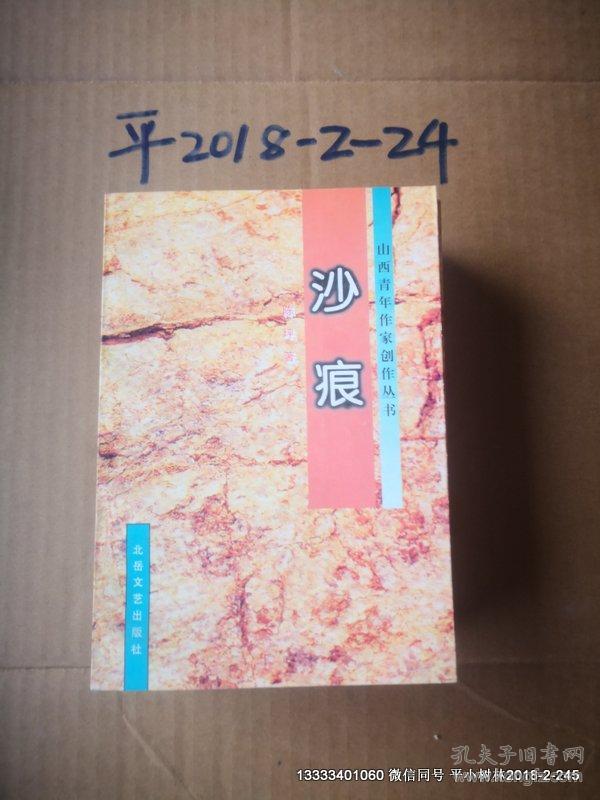 平2018-2-24
山西青年作家创作丛书
沙痕
北岳文艺出版社
孔夫子旧书网
13333401060 微信同号 平小树林2018-2-245